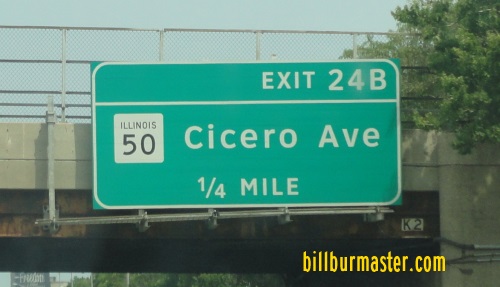 EXIT 24B
ILLINOIS
50
Cicero Ave
1/4 MILE
K2
billburmaster.com